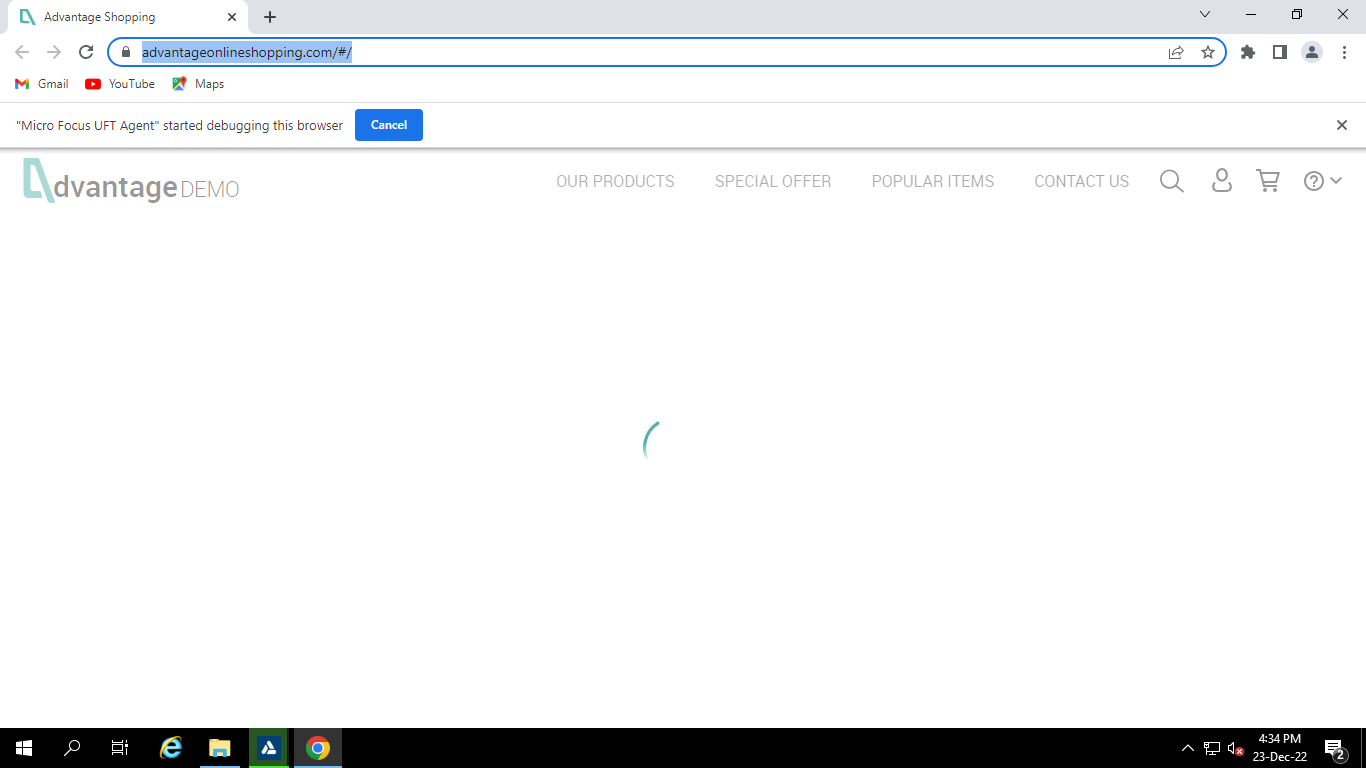 Advantage Shopping
advantageonlineshopping.com/#/
Gmail YouTube Maps
"Micro Focus UFT Agent" started debugging this browser Cancel
dvantage DEMO OUR PRODUCTS SPECIAL OFFER POPULAR ITEMS CONTACT US
4:34 PM
23-Dec-22
2